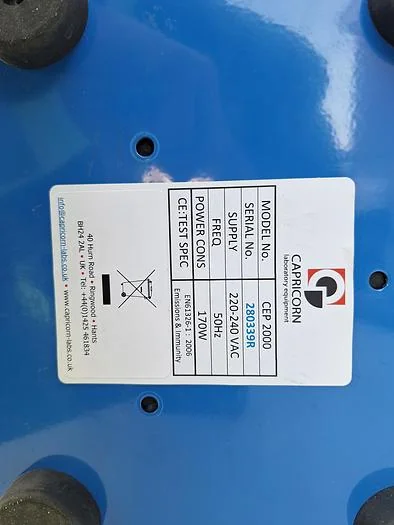 CAPRICORN
laboratory equipment
MODEL No. CEP 2000
SERIAL No. 280339R
SUPPLY 220-240 VAC
FREQ 50Hz
POWER CONS 170W
CE:TEST SPEC EN61326-1 : 2006
Emissions & Immunity
40 Hurn Road • Ringwood • Hants
BH24 2AL • UK • Tel: +44(0)1425 461834
info@capricorn-labs.co.uk • www.capricorn-labs.co.uk